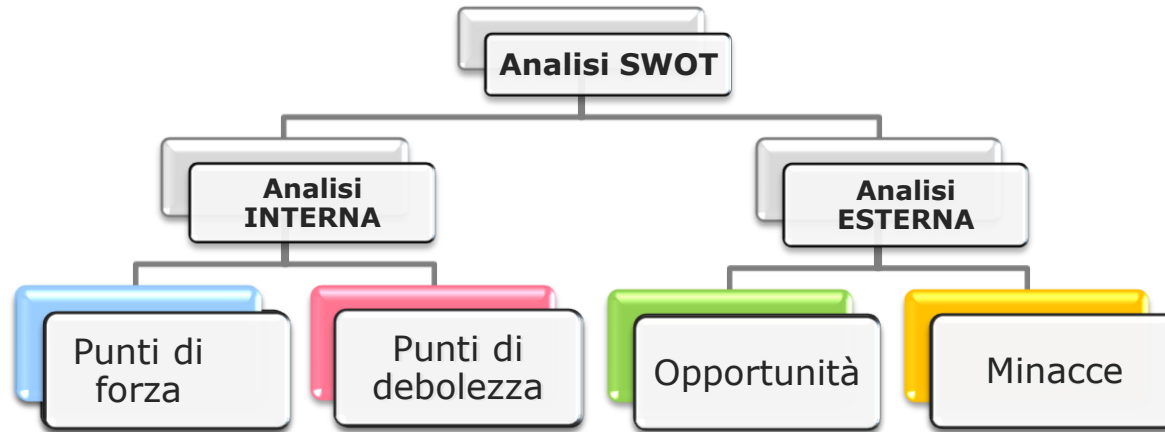 Analisi SWOT
Analisi
INTERNA
Analisi
ESTERNA
Punti di
forza
Punti di
debolezza
Opportunità
Minacce